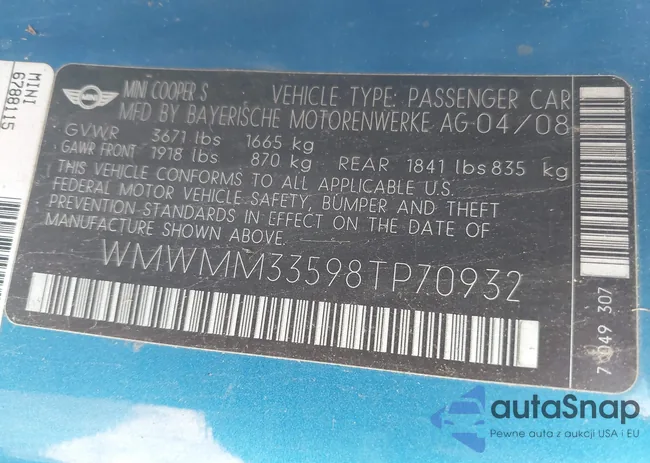 MINI
6788115
MINI COOPER S VEHICLE TYPE: PASSENGER CAR
MFD BY BAYERISCHE MOTORENWERKE AG 04/08
GVWR 3671 lbs 1665 kg
GAWR FRONT 1918 lbs 870 kg REAR 1841 lbs 835 kg
THIS VEHICLE CONFORMS TO ALL APPLICABLE U.S.
FEDERAL MOTOR VEHICLE SAFETY, BUMPER AND THEFT
PREVENTION STANDARDS IN EFFECT ON THE DATE OF
MANUFACTURE SHOWN ABOVE.
WMWMM33598TP70932
049 307
autaSnap
Pewne auta z aukcji USA i EU